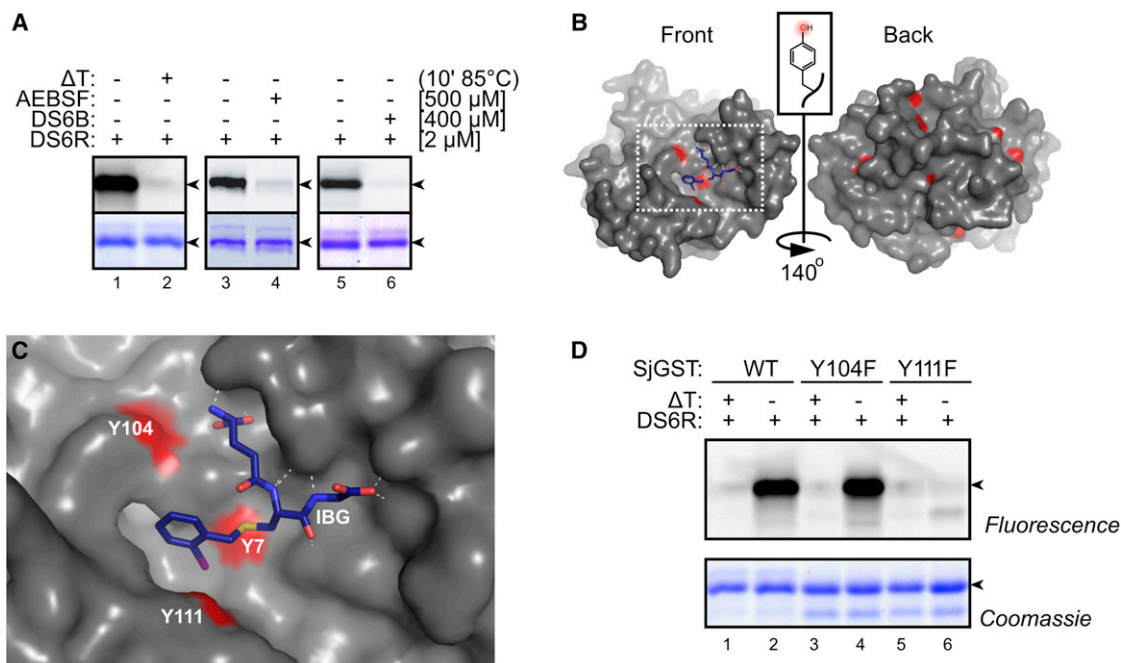 A
ΔT: - + - - - - (10' 85°C)
AEBSF: - - - + - - [500 µM]
DS6B: - - - - - + [400 µM]
DS6R: + + + + + + [2 µM]
1 2 3 4 5 6
B
Front
Back
OH
140°
C
Y104
Y7
IBG
Y111
D
SjGST: WT Y104F Y111F
ΔT: + - + - + -
DS6R: + + + + + +
Fluorescence
Coomassie
1 2 3 4 5 6